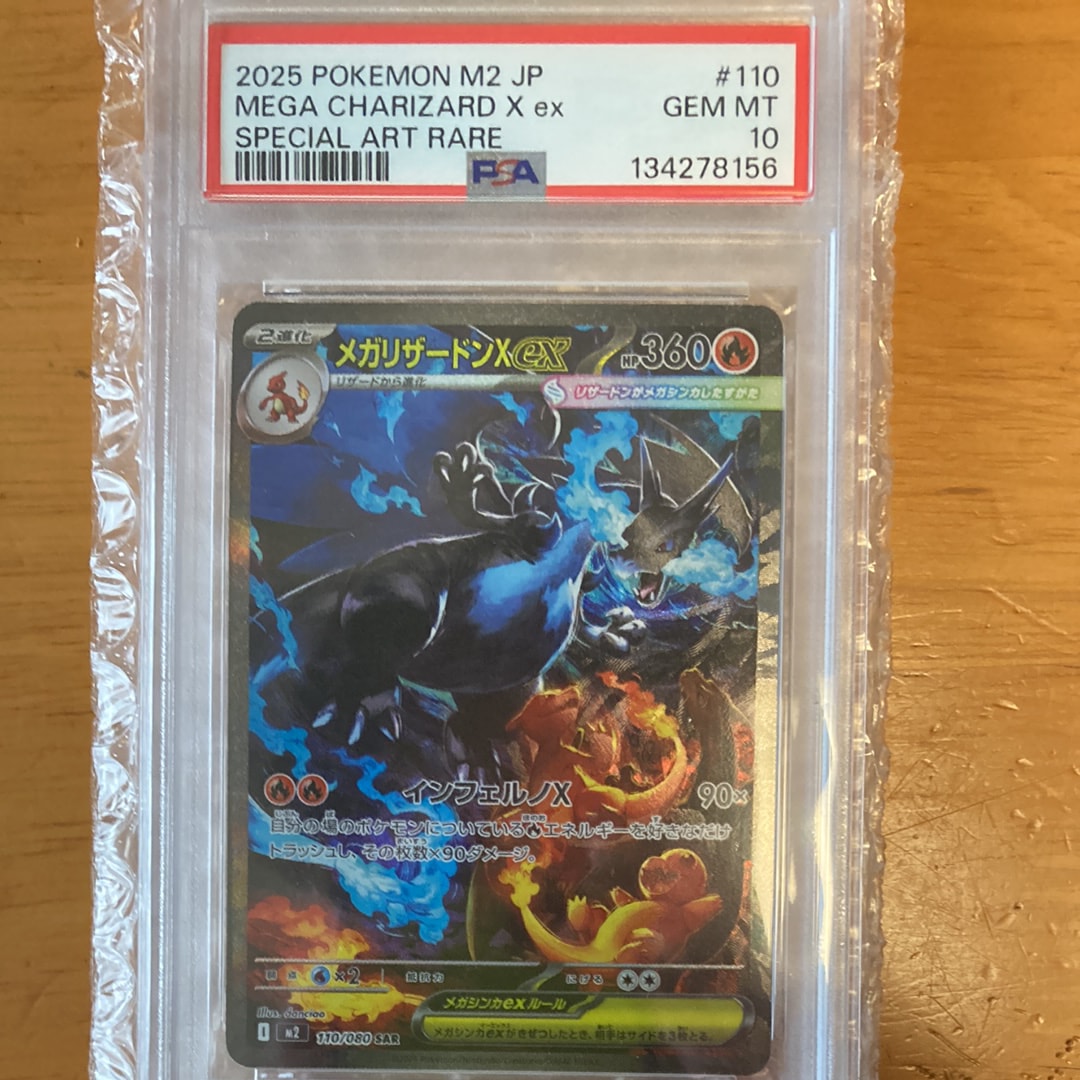 2025 POKEMON M2 JP #110
MEGA CHARIZARD X ex GEM MT
SPECIAL ART RARE 10
PSA 134278156
2進化 メガリザードンXex HP360
リザードから進化 リザードンがメガシンカしたすがた
インフェルノX 90×
自分の場のポケモンについているエネルギーを好きなだけ
トラッシュし、その枚数×90ダメージ。
弱点 ×2 抵抗力 にげる
メガシンカexルール
メガシンカexがきぜつしたとき、相手はサイドを3枚とる。
Illus. danciao
I M2 110/080 SAR